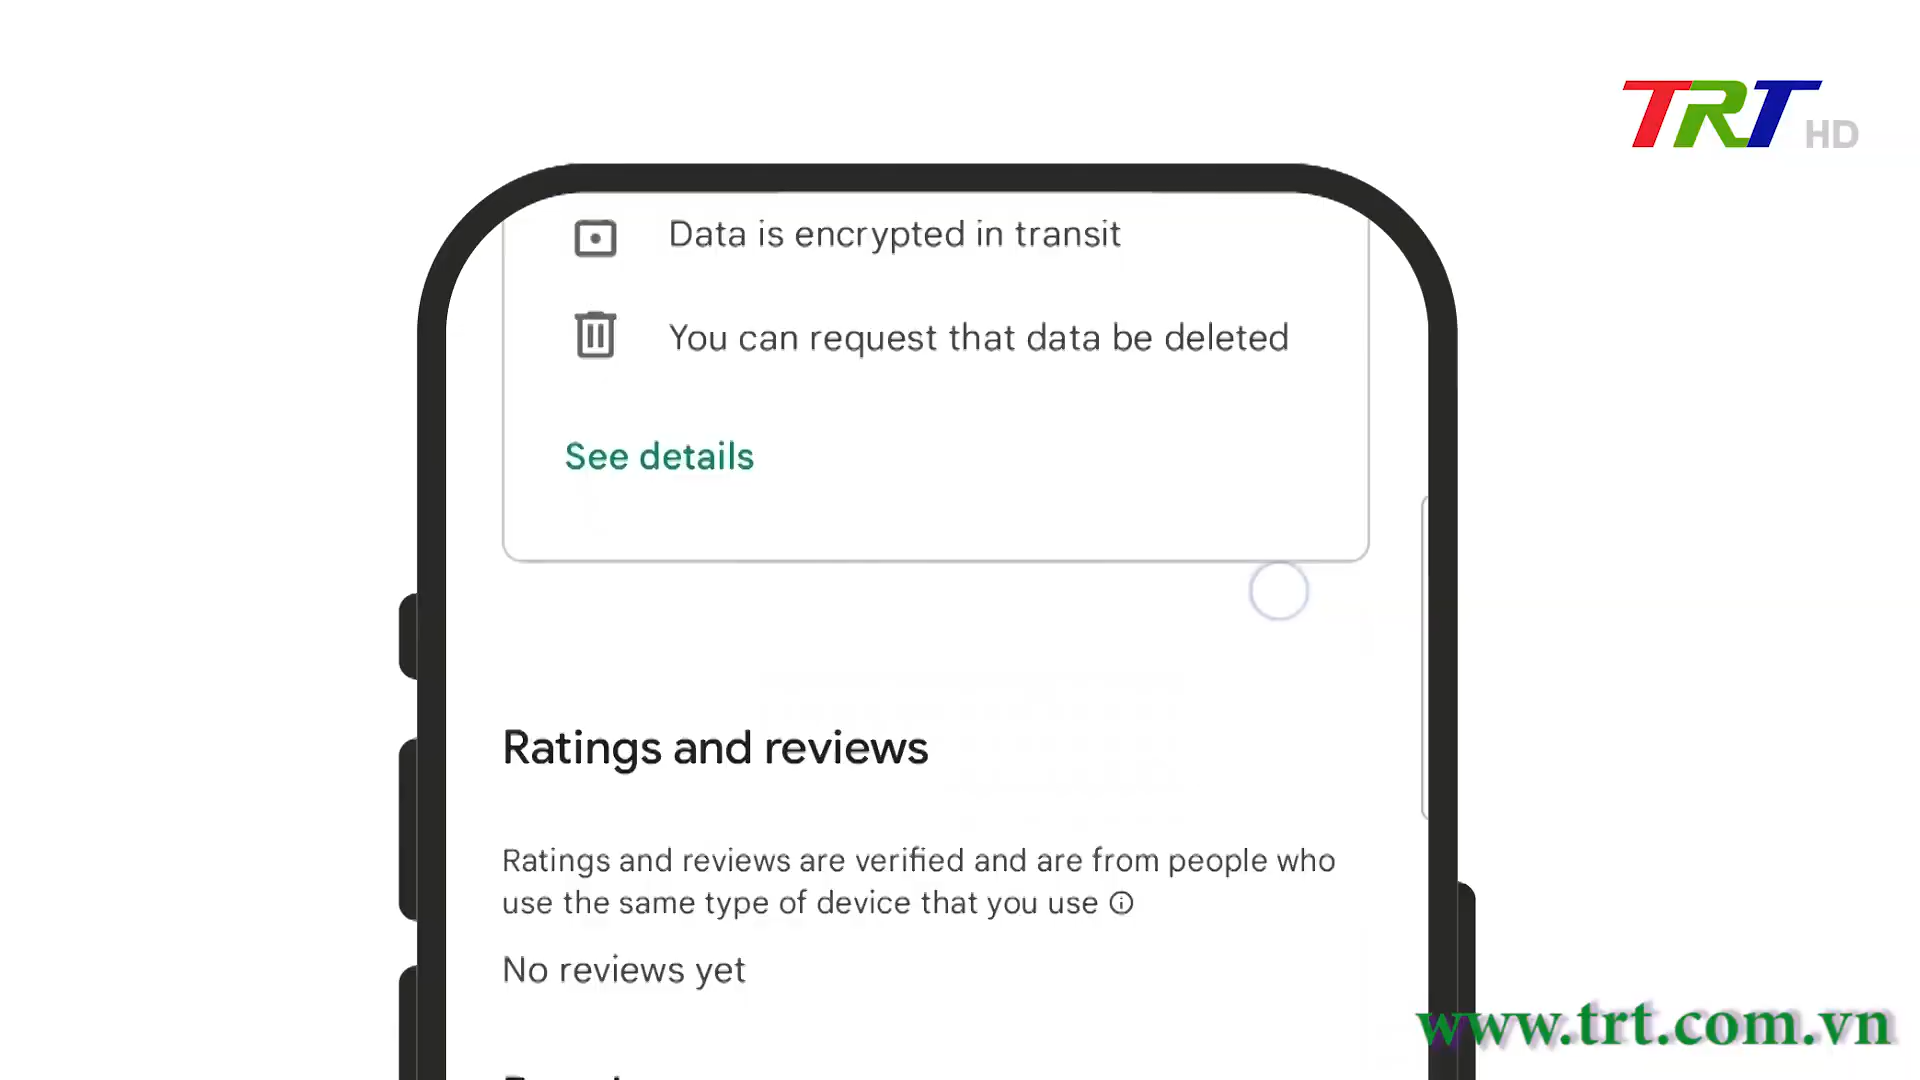 TRT HD
Data is encrypted in transit
You can request that data be deleted
See details
Ratings and reviews
Ratings and reviews are verified and are from people who
use the same type of device that you use
No reviews yet
www.trt.com.vn